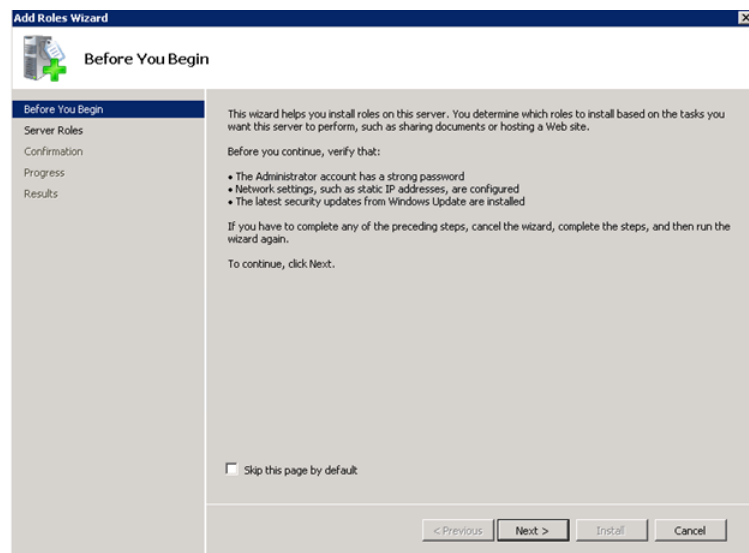 Add Roles Wizard
Before You Begin
Before You Begin
Server Roles
Confirmation
Progress
Results
This wizard helps you install roles on this server. You determine which roles to install based on the tasks you
want this server to perform, such as sharing documents or hosting a Web site.
Before you continue, verify that:
• The Administrator account has a strong password
• Network settings, such as static IP addresses, are configured
• The latest security updates from Windows Update are installed
If you have to complete any of the preceding steps, cancel the wizard, complete the steps, and then run the
wizard again.
To continue, click Next.
Skip this page by default
< Previous Next > Install Cancel